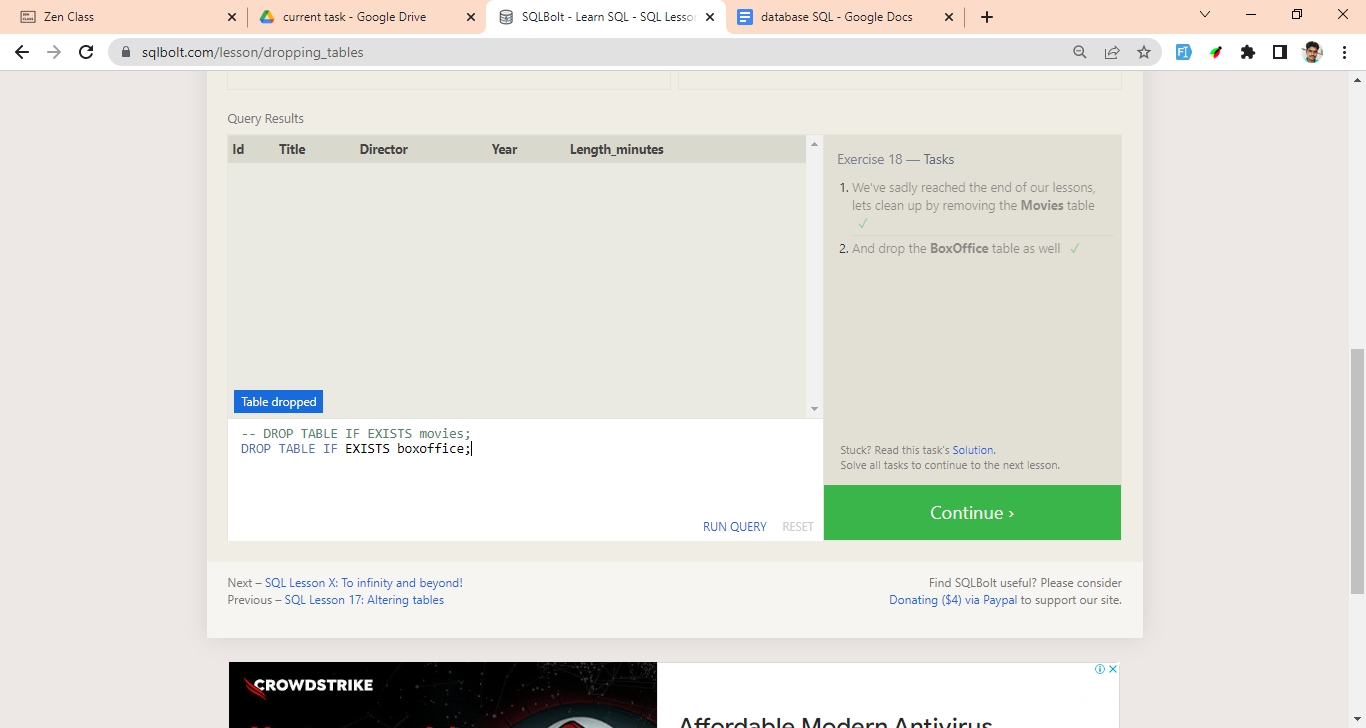 Zen Class
current task - Google Drive
SQLBolt - Learn SQL - SQL Lesso
database SQL - Google Docs
sqlbolt.com/lesson/dropping_tables
Query Results
Id Title Director Year Length_minutes
Table dropped
-- DROP TABLE IF EXISTS movies;
DROP TABLE IF EXISTS boxoffice;
RUN QUERY RESET
Exercise 18 — Tasks
1. We've sadly reached the end of our lessons,
lets clean up by removing the Movies table
✓
2. And drop the BoxOffice table as well ✓
Stuck? Read this task's Solution.
Solve all tasks to continue to the next lesson.
Continue ›
Next – SQL Lesson X: To infinity and beyond!
Previous – SQL Lesson 17: Altering tables
Find SQLBolt useful? Please consider
Donating ($4) via Paypal to support our site.
CROWDSTRIKE
Affordable Modern Antivirus